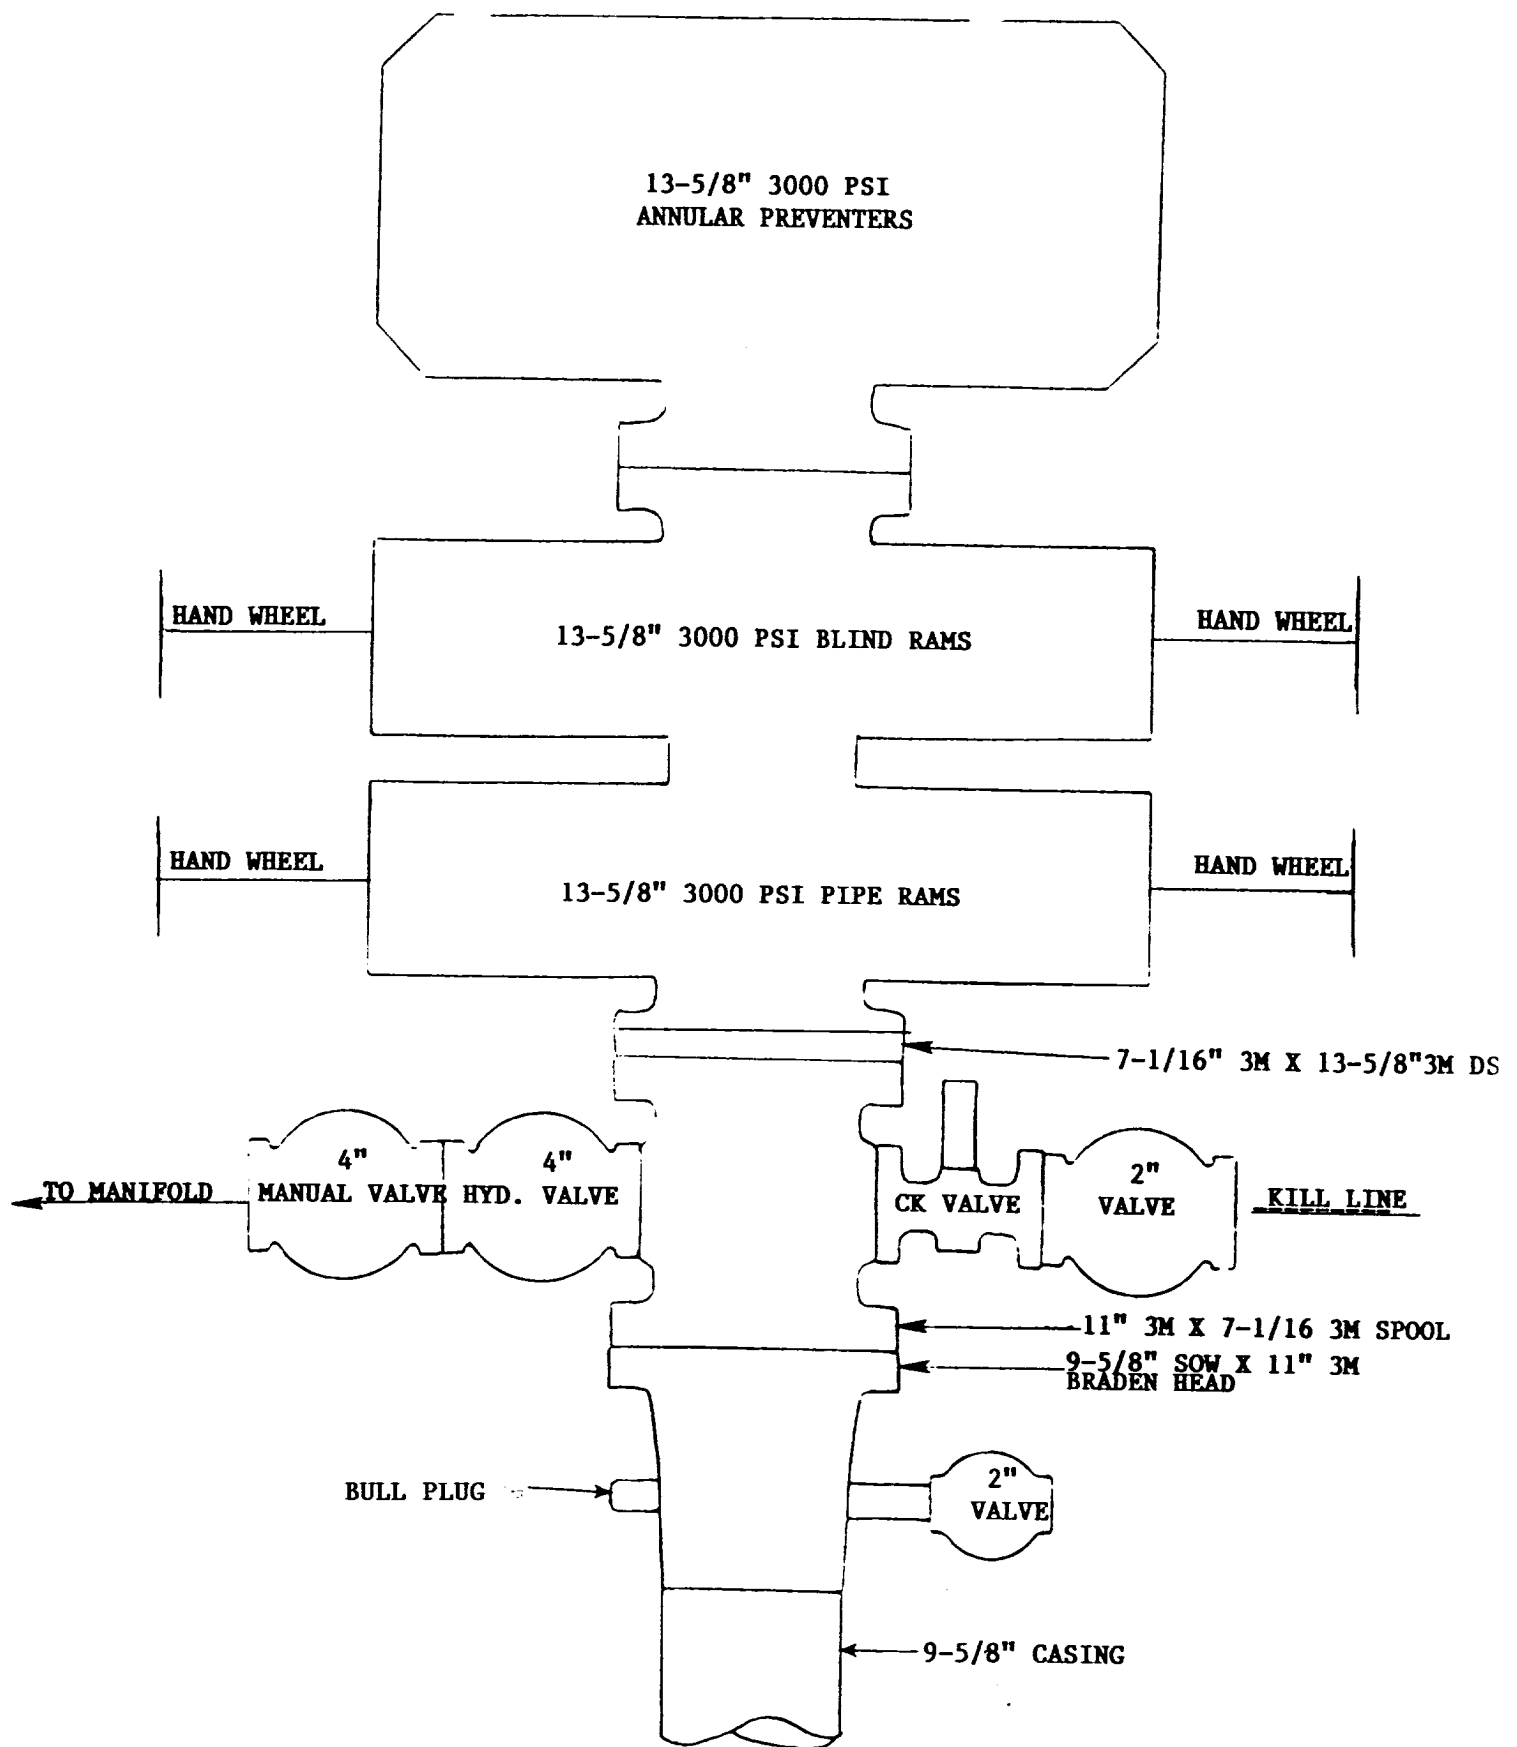 13-5/8" 3000 PSI
ANNULAR PREVENTERS
HAND WHEEL
13-5/8" 3000 PSI BLIND RAMS
HAND WHEEL
HAND WHEEL
13-5/8" 3000 PSI PIPE RAMS
HAND WHEEL
7-1/16" 3M X 13-5/8"3M DS
TO MANIFOLD
4"
MANUAL VALVE
4"
HYD. VALVE
CK VALVE
2"
VALVE
KILL LINE
11" 3M X 7-1/16 3M SPOOL
9-5/8" SOW X 11" 3M
BRADEN HEAD
BULL PLUG
2"
VALVE
9-5/8" CASING